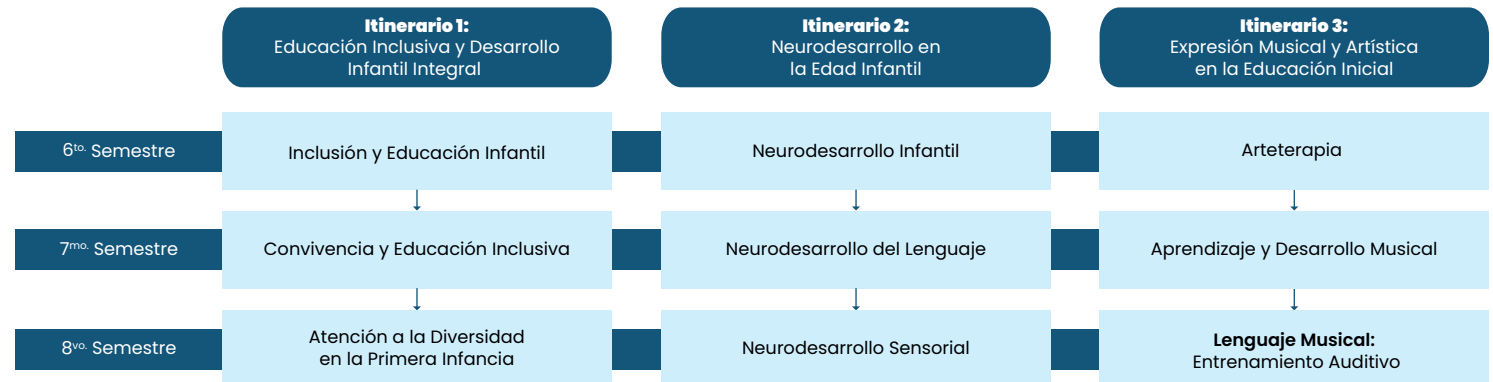 Itinerario 1:
Educación Inclusiva y Desarrollo
Infantil Integral
Itinerario 2:
Neurodesarrollo en
la Edad Infantil
Itinerario 3:
Expresión Musical y Artística
en la Educación Inicial
6to. Semestre
Inclusión y Educación Infantil
Neurodesarrollo Infantil
Arteterapia
7mo. Semestre
Convivencia y Educación Inclusiva
Neurodesarrollo del Lenguaje
Aprendizaje y Desarrollo Musical
8vo. Semestre
Atención a la Diversidad
en la Primera Infancia
Neurodesarrollo Sensorial
Lenguaje Musical:
Entrenamiento Auditivo